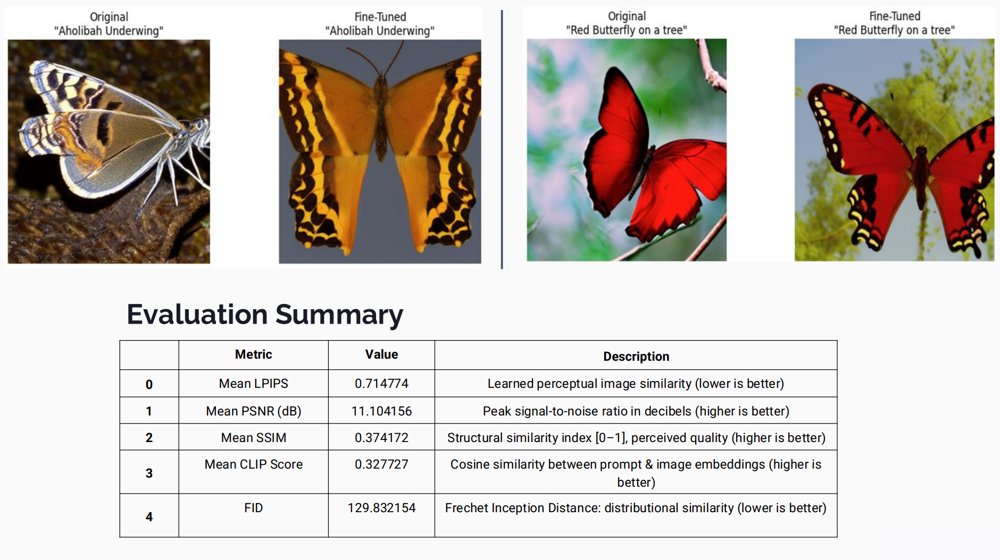 Original
"Aholibah Underwing"
Fine-Tuned
"Aholibah Underwing"
Original
"Red Butterfly on a tree"
Fine-Tuned
"Red Butterfly on a tree"
Evaluation Summary
Metric Value Description
0 Mean LPIPS 0.714774 Learned perceptual image similarity (lower is better)
1 Mean PSNR (dB) 11.104156 Peak signal-to-noise ratio in decibels (higher is better)
2 Mean SSIM 0.374172 Structural similarity index [0–1], perceived quality (higher is better)
3 Mean CLIP Score 0.327727 Cosine similarity between prompt & image embeddings (higher is
better)
4 FID 129.832154 Frechet Inception Distance: distributional similarity (lower is better)